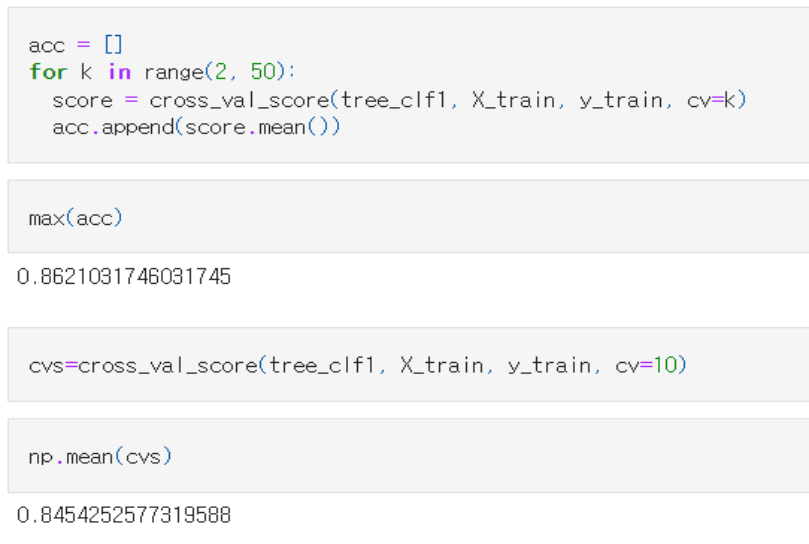 acc = []
for k in range(2, 50):
  score = cross_val_score(tree_clf1, X_train, y_train, cv=k)
  acc.append(score.mean())
max(acc)
0.8621031746031745
cvs=cross_val_score(tree_clf1, X_train, y_train, cv=10)
np.mean(cvs)
0.8454252577319588